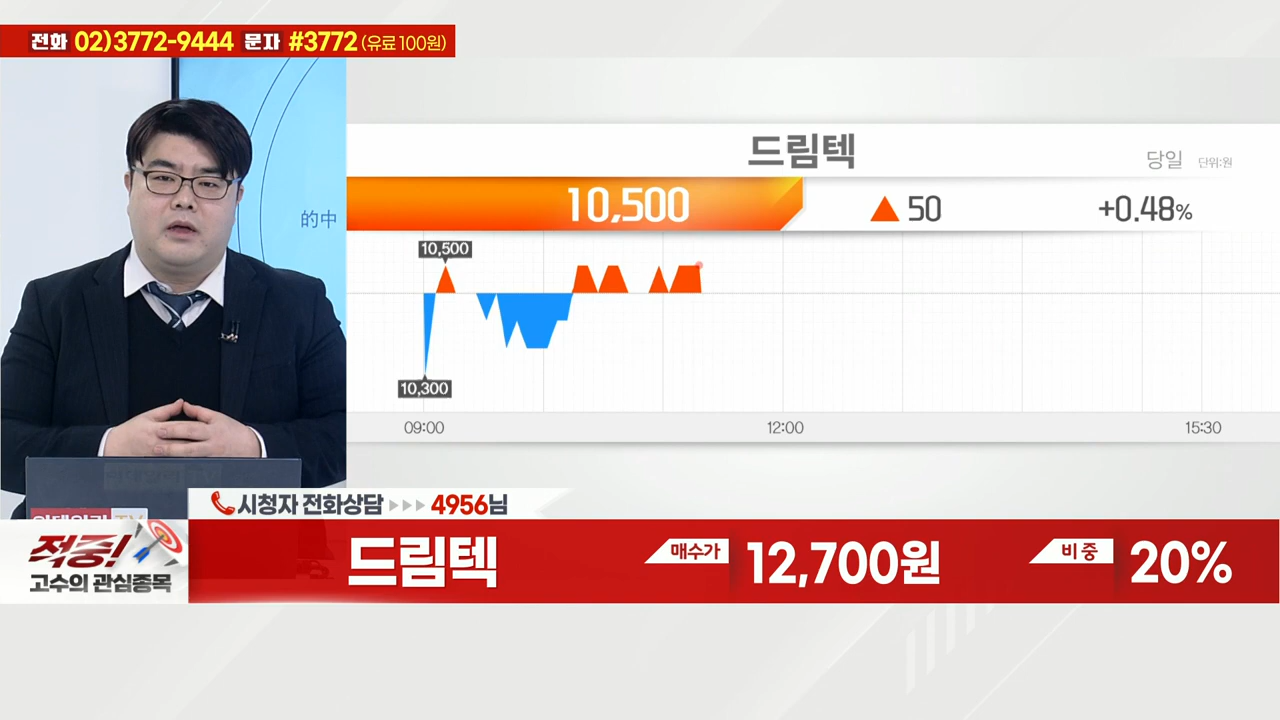 전화 02)3772-9444 문자 #3772 (유료 100원)
的中
드림텍
당일 단위:원
10,500 ▲ 50 +0.48%
10,500
10,300
09:00 12:00 15:30
시청자 전화상담 ▷▷▷ 4956님
적중!
고수의 관심종목
드림텍 매수가 12,700원 비중 20%